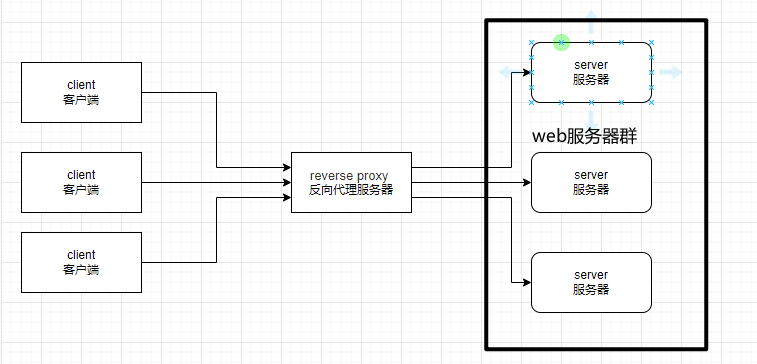 client
客户端
client
客户端
client
客户端
reverse proxy
反向代理服务器
server
服务器
web服务器群
server
服务器
server
服务器